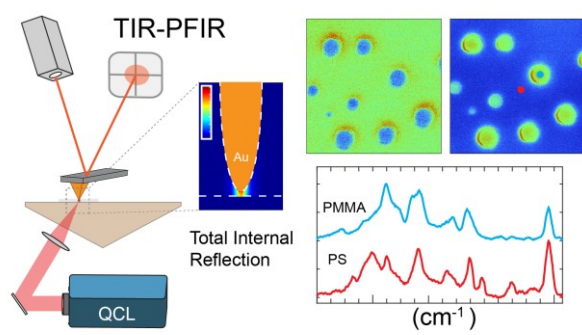 TIR-PFIR
Au
Total Internal
Reflection
QCL
PMMA
PS
(cm⁻¹)